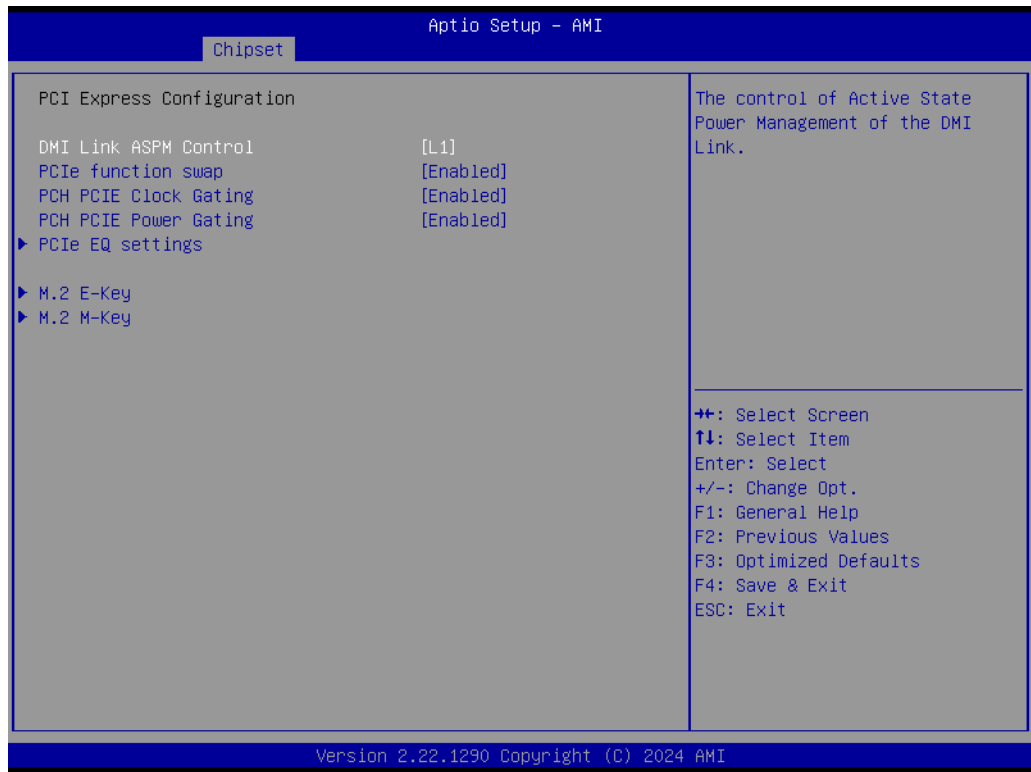 Aptio Setup – AMI
Chipset
PCI Express Configuration
DMI Link ASPM Control [L1]
PCIe function swap [Enabled]
PCH PCIE Clock Gating [Enabled]
PCH PCIE Power Gating [Enabled]
PCIe EQ settings
M.2 E-Key
M.2 M-Key
The control of Active State
Power Management of the DMI
Link.
→←: Select Screen
↑↓: Select Item
Enter: Select
+/-: Change Opt.
F1: General Help
F2: Previous Values
F3: Optimized Defaults
F4: Save & Exit
ESC: Exit
Version 2.22.1290 Copyright (C) 2024 AMI